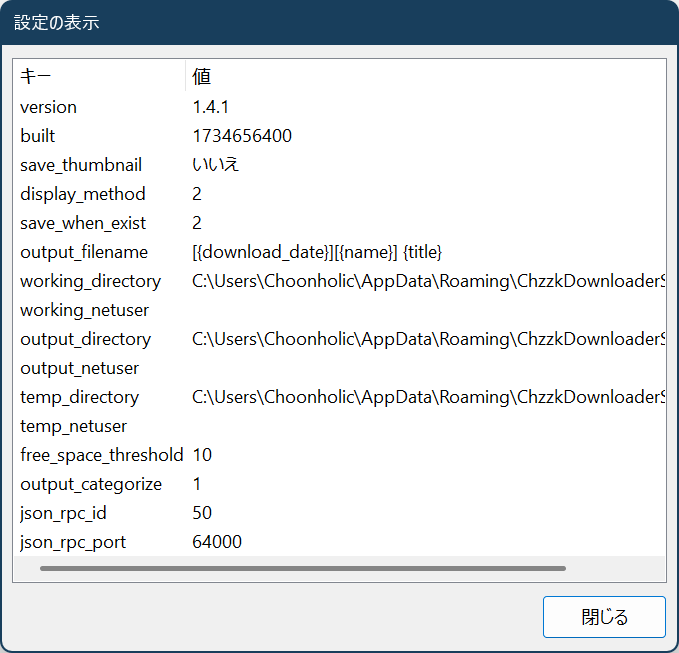 設定の表示
キー 値
version 1.4.1
built 1734656400
save_thumbnail いいえ
display_method 2
save_when_exist 2
output_filename [{download_date}][{name}] {title}
working_directory C:\Users\Choonholic\AppData\Roaming\ChzzkDownloaderS
working_netuser
output_directory C:\Users\Choonholic\AppData\Roaming\ChzzkDownloaderS
output_netuser
temp_directory C:\Users\Choonholic\AppData\Roaming\ChzzkDownloaderS
temp_netuser
free_space_threshold 10
output_categorize 1
json_rpc_id 50
json_rpc_port 64000
閉じる